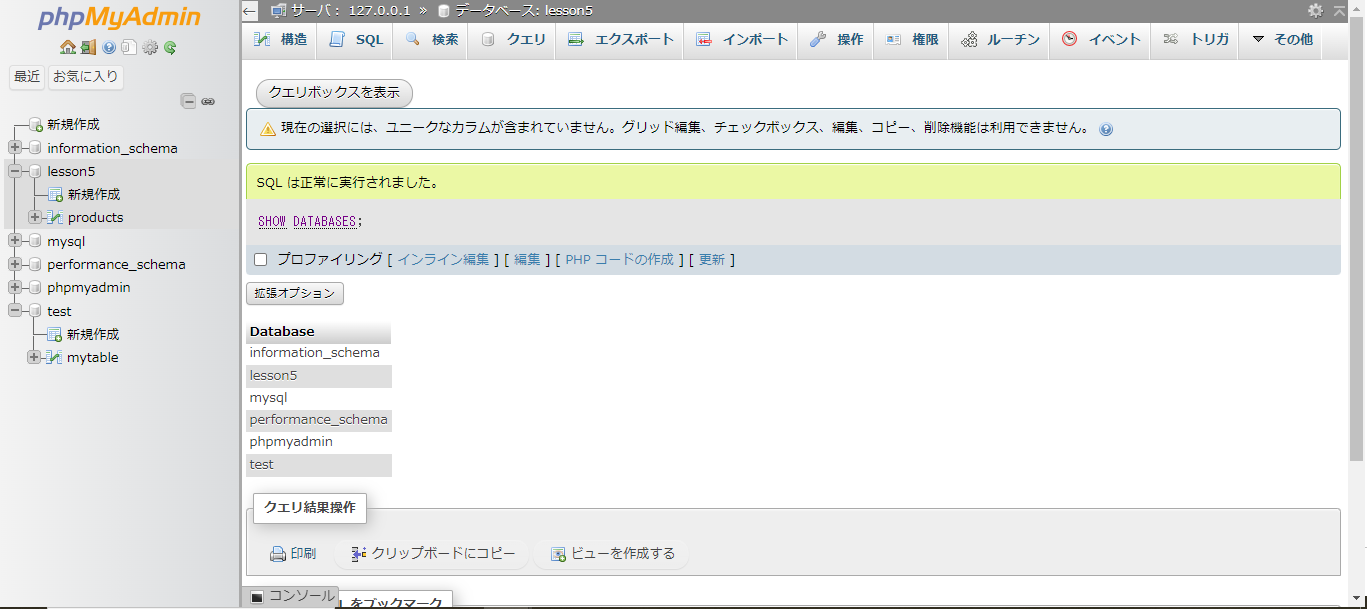 phpMyAdmin
最近 お気に入り
新規作成
information_schema
lesson5
新規作成
products
mysql
performance_schema
phpmyadmin
test
新規作成
mytable
サーバ: 127.0.0.1 » データベース: lesson5
構造 SQL 検索 クエリ エクスポート インポート 操作 権限 ルーチン イベント トリガ その他
クエリボックスを表示
現在の選択には、ユニークなカラムが含まれていません。グリッド編集、チェックボックス、編集、コピー、削除機能は利用できません。
SQL は正常に実行されました。
SHOW DATABASES;
プロファイリング [ インライン編集 ] [ 編集 ] [ PHP コードの作成 ] [ 更新 ]
拡張オプション
Database
information_schema
lesson5
mysql
performance_schema
phpmyadmin
test
クエリ結果操作
印刷 クリップボードにコピー ビューを作成する
コンソール
をブックマーク